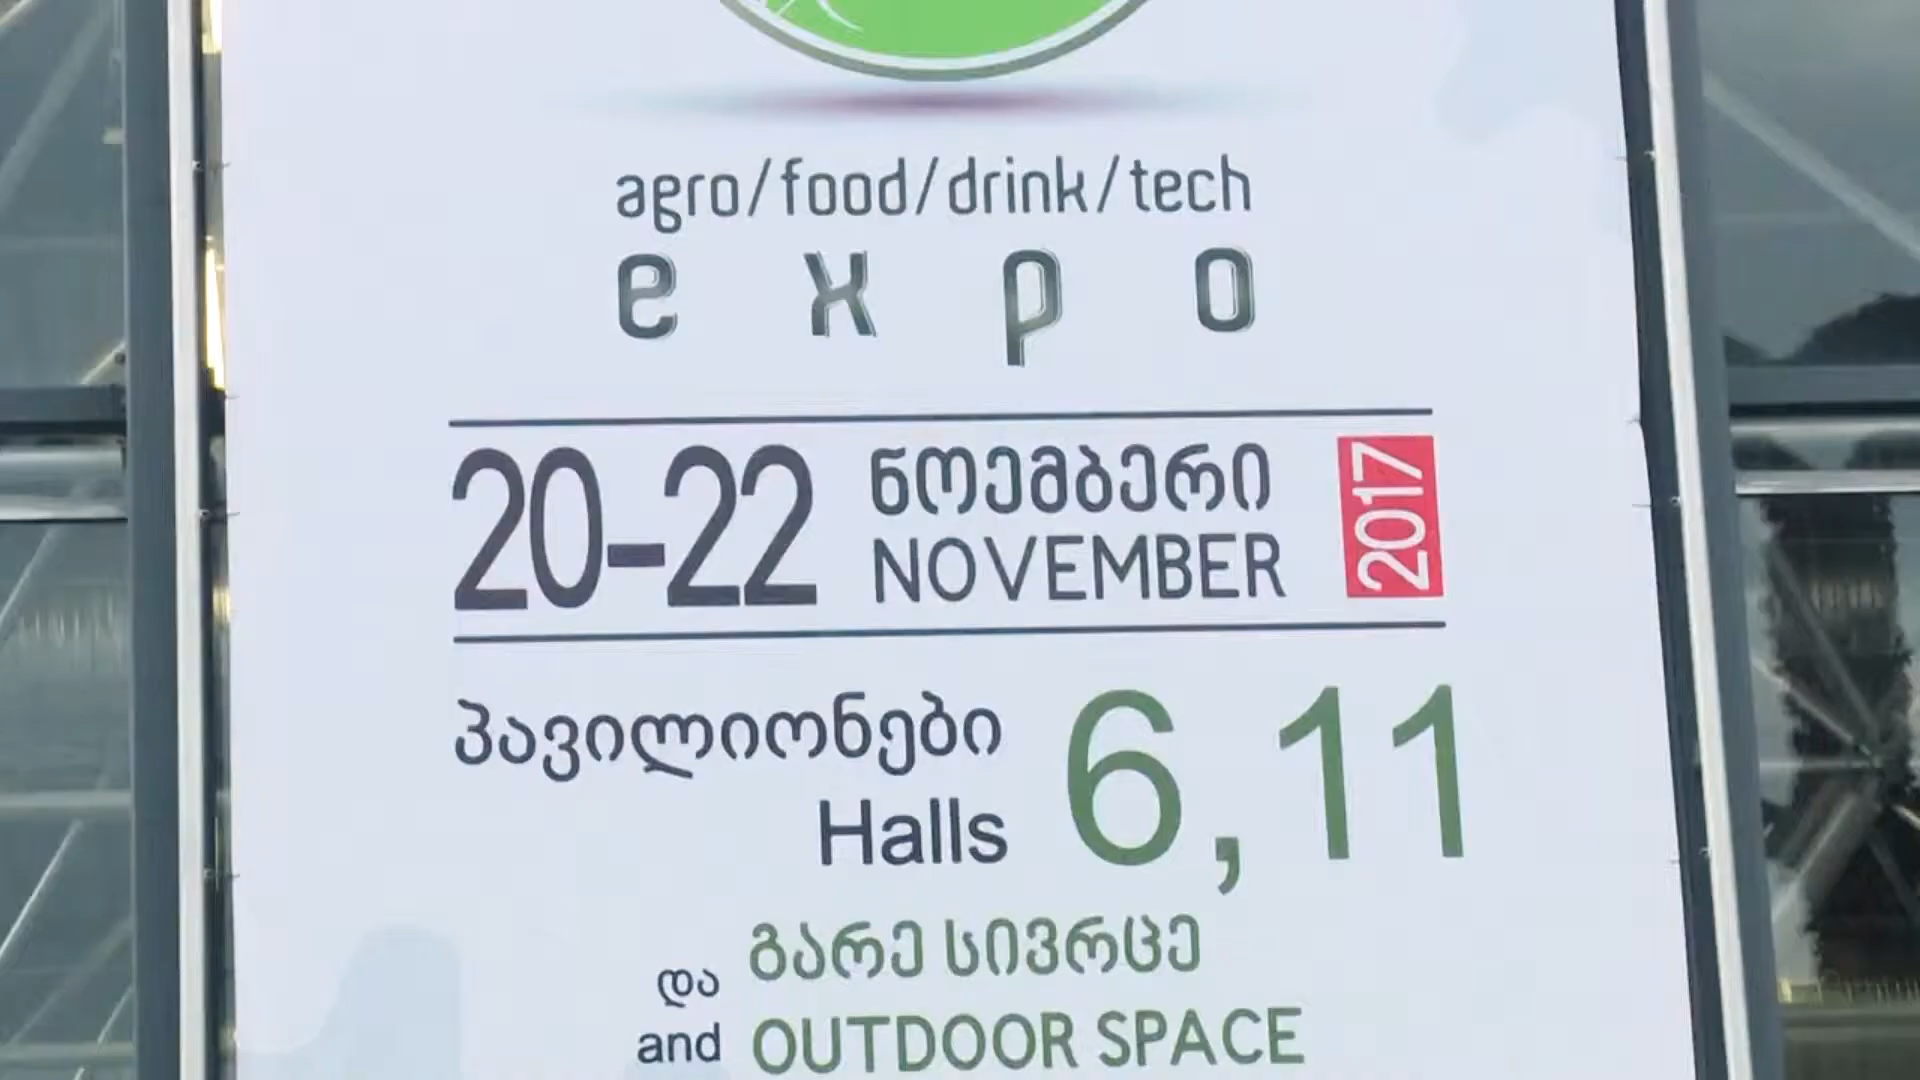 agro/food/drink/tech
expo
20-22 ნოემბერი 2017
NOVEMBER
პავილიონები 6,11
Halls
და გარე სივრცე
and OUTDOOR SPACE